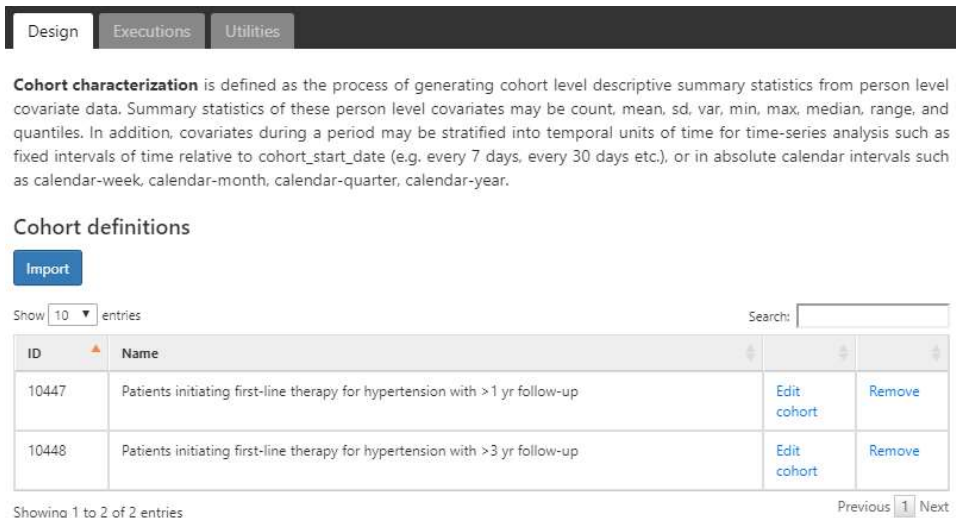 Design Executions Utilities
Cohort characterization is defined as the process of generating cohort level descriptive summary statistics from person level
covariate data. Summary statistics of these person level covariates may be count, mean, sd, var, min, max, median, range, and
quantiles. In addition, covariates during a period may be stratified into temporal units of time for time-series analysis such as
fixed intervals of time relative to cohort_start_date (e.g. every 7 days, every 30 days etc.), or in absolute calendar intervals such
as calendar-week, calendar-month, calendar-quarter, calendar-year.
Cohort definitions
Import
Show 10 entries Search:
ID Name
10447 Patients initiating first-line therapy for hypertension with >1 yr follow-up Edit cohort Remove
10448 Patients initiating first-line therapy for hypertension with >3 yr follow-up Edit cohort Remove
Showing 1 to 2 of 2 entries Previous 1 Next